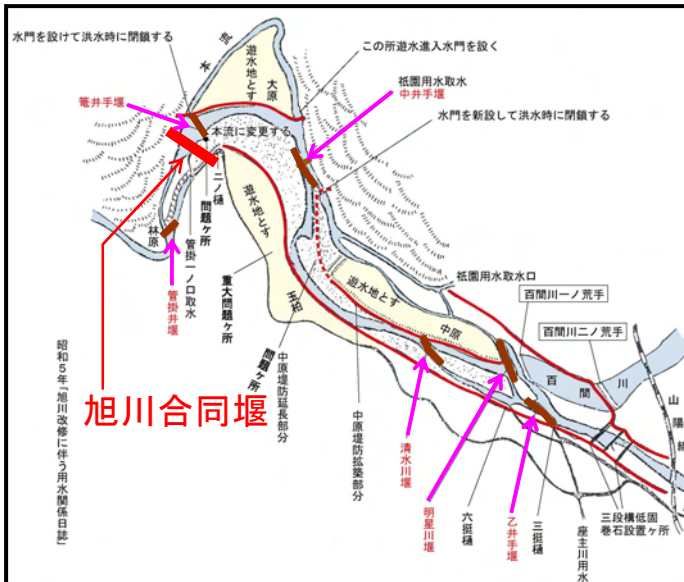 水門を設けて洪水時に閉鎖する
本流
遊水地とす
大原
この所遊水進入水門を設く
祇園用水取水
中井手堰
水門を新設して洪水時に閉鎖する
篭井手堰
本流に変更する
二ノ樋
問題ヶ所
遊水地とす
林原
管掛一ノ口取水
管掛井堰
重大問題ヶ所
玉柏
問題ヶ所
中原堤防延長部分
遊水地とす
中原
祇園用水取水口
百間川一ノ荒手
百間川二ノ荒手
百間川
山陽線
旭川合同堰
昭和5年「旭川改修に伴う用水関係日誌」
中原堤防拡築部分
清水川堰
明星川堰
六挺樋
乙井手堰
三挺樋
座主川用水
三段構低固
巻石設置ヶ所